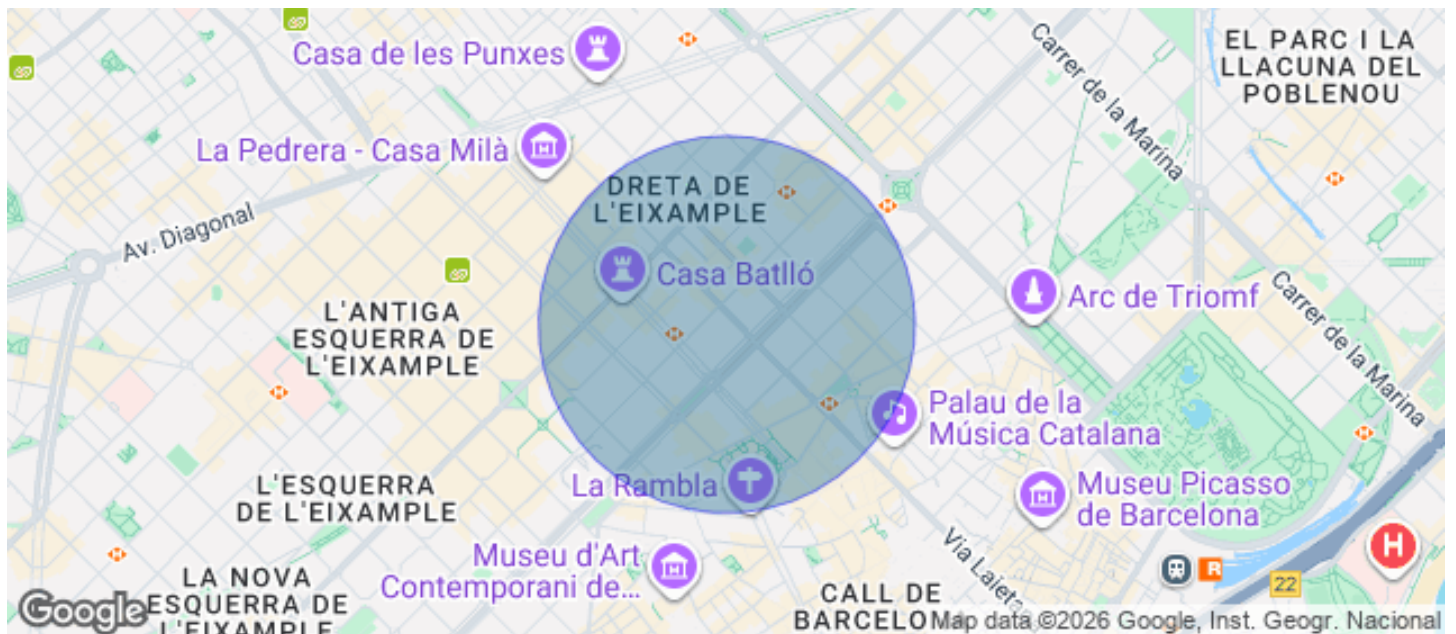 Casa de les Punxes
Carrer de la Marina
EL PARC I LA
LLACUNA DEL
POBLENOU
La Pedrera - Casa Milà
DRETA DE
L'EIXAMPLE
Av. Diagonal
Casa Batlló
Arc de Triomf
Carrer de la Marina
L'ANTIGA
ESQUERRA DE
L'EIXAMPLE
Palau de la
Música Catalana
L'ESQUERRA
DE L'EIXAMPLE
La Rambla
Museu Picasso
de Barcelona
H
Museu d'Art
Contemporani de...
Via Laieta
R
22
LA NOVA
ESQUERRA DE
L'EIXAMPLE
CALL DE
BARCELO
Google
Map data ©2026 Google, Inst. Geogr. Nacional